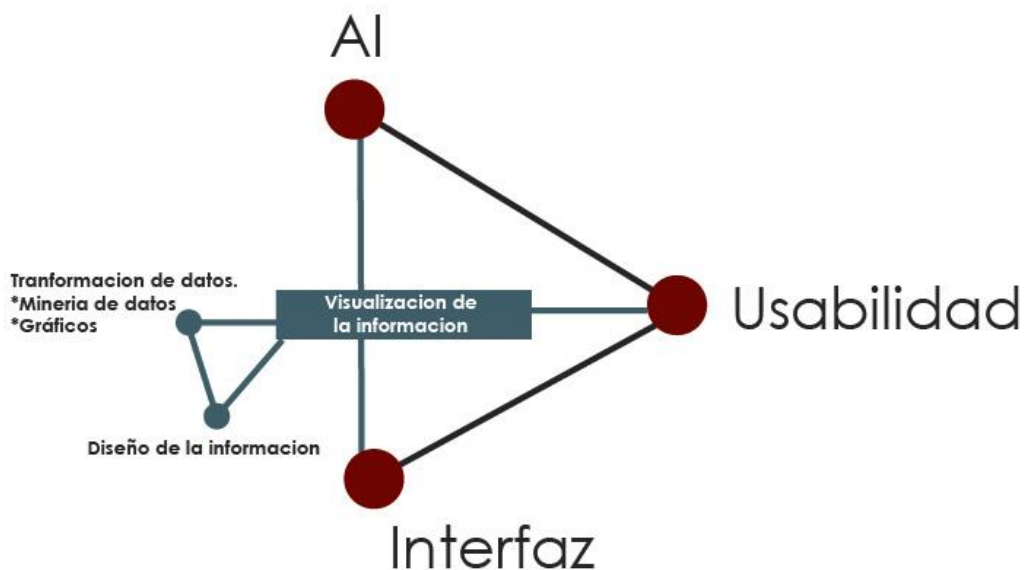 AI
Tranformacion de datos.
*Mineria de datos
*Gráficos
Visualizacion de
la informacion
Usabilidad
Diseño de la informacion
Interfaz